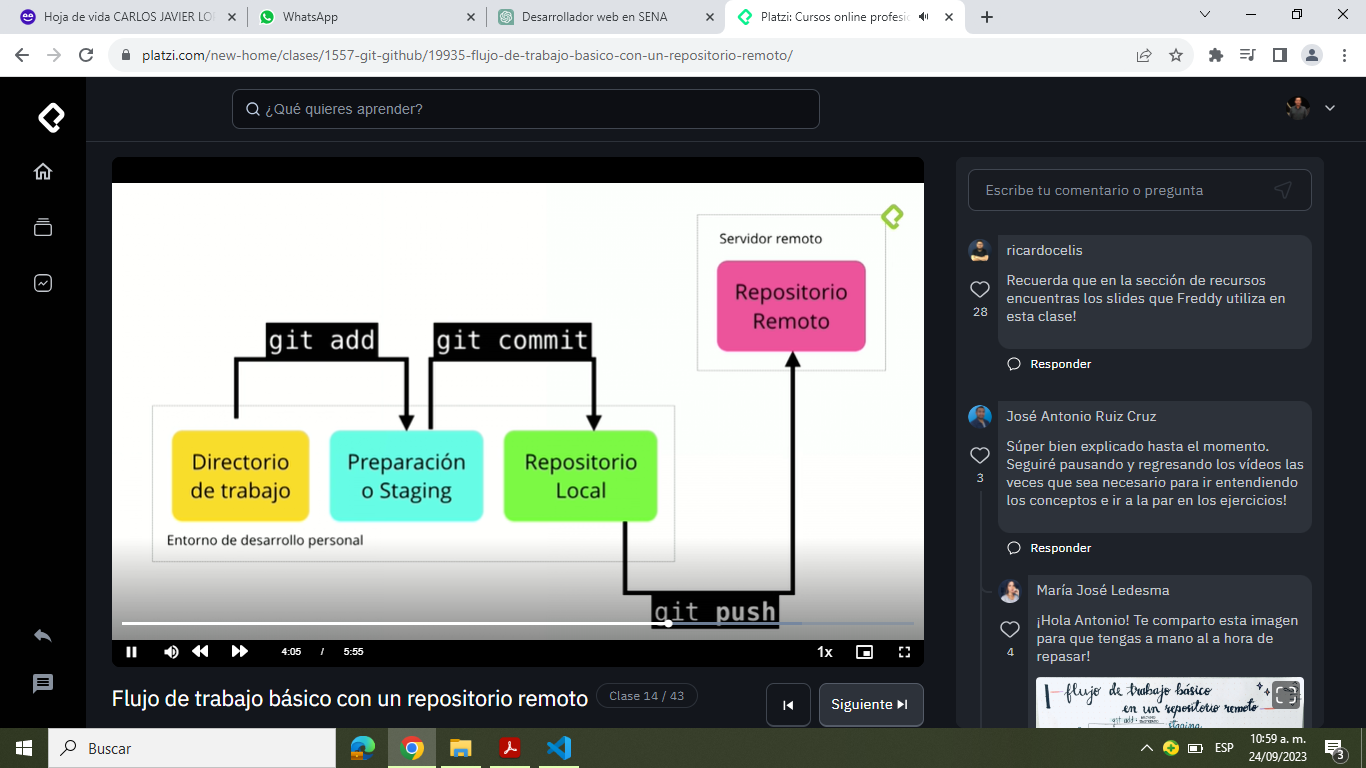 Hoja de vida CARLOS JAVIER LO
WhatsApp
Desarrollador web en SENA
Platzi: Cursos online profesio
platzi.com/new-home/clases/1557-git-github/19935-flujo-de-trabajo-basico-con-un-repositorio-remoto/
¿Qué quieres aprender?
Servidor remoto
Repositorio
Remoto
git add
git commit
Directorio
de trabajo
Preparación
o Staging
Repositorio
Local
Entorno de desarrollo personal
git push
4:05 / 5:55
1x
Flujo de trabajo básico con un repositorio remoto
Clase 14 / 43
Siguiente
Escribe tu comentario o pregunta
ricardocelis
Recuerda que en la sección de recursos
encuentras los slides que Freddy utiliza en
esta clase!
28
Responder
José Antonio Ruiz Cruz
Súper bien explicado hasta el momento.
Seguiré pausando y regresando los vídeos las
veces que sea necesario para ir entendiendo
los conceptos e ir a la par en los ejercicios!
3
Responder
María José Ledesma
¡Hola Antonio! Te comparto esta imagen
para que tengas a mano al a hora de
repasar!
4
flujo de trabajo básico
en un repositorio remoto
git add
staging
Buscar
ESP
10:59 a. m.
24/09/2023
3